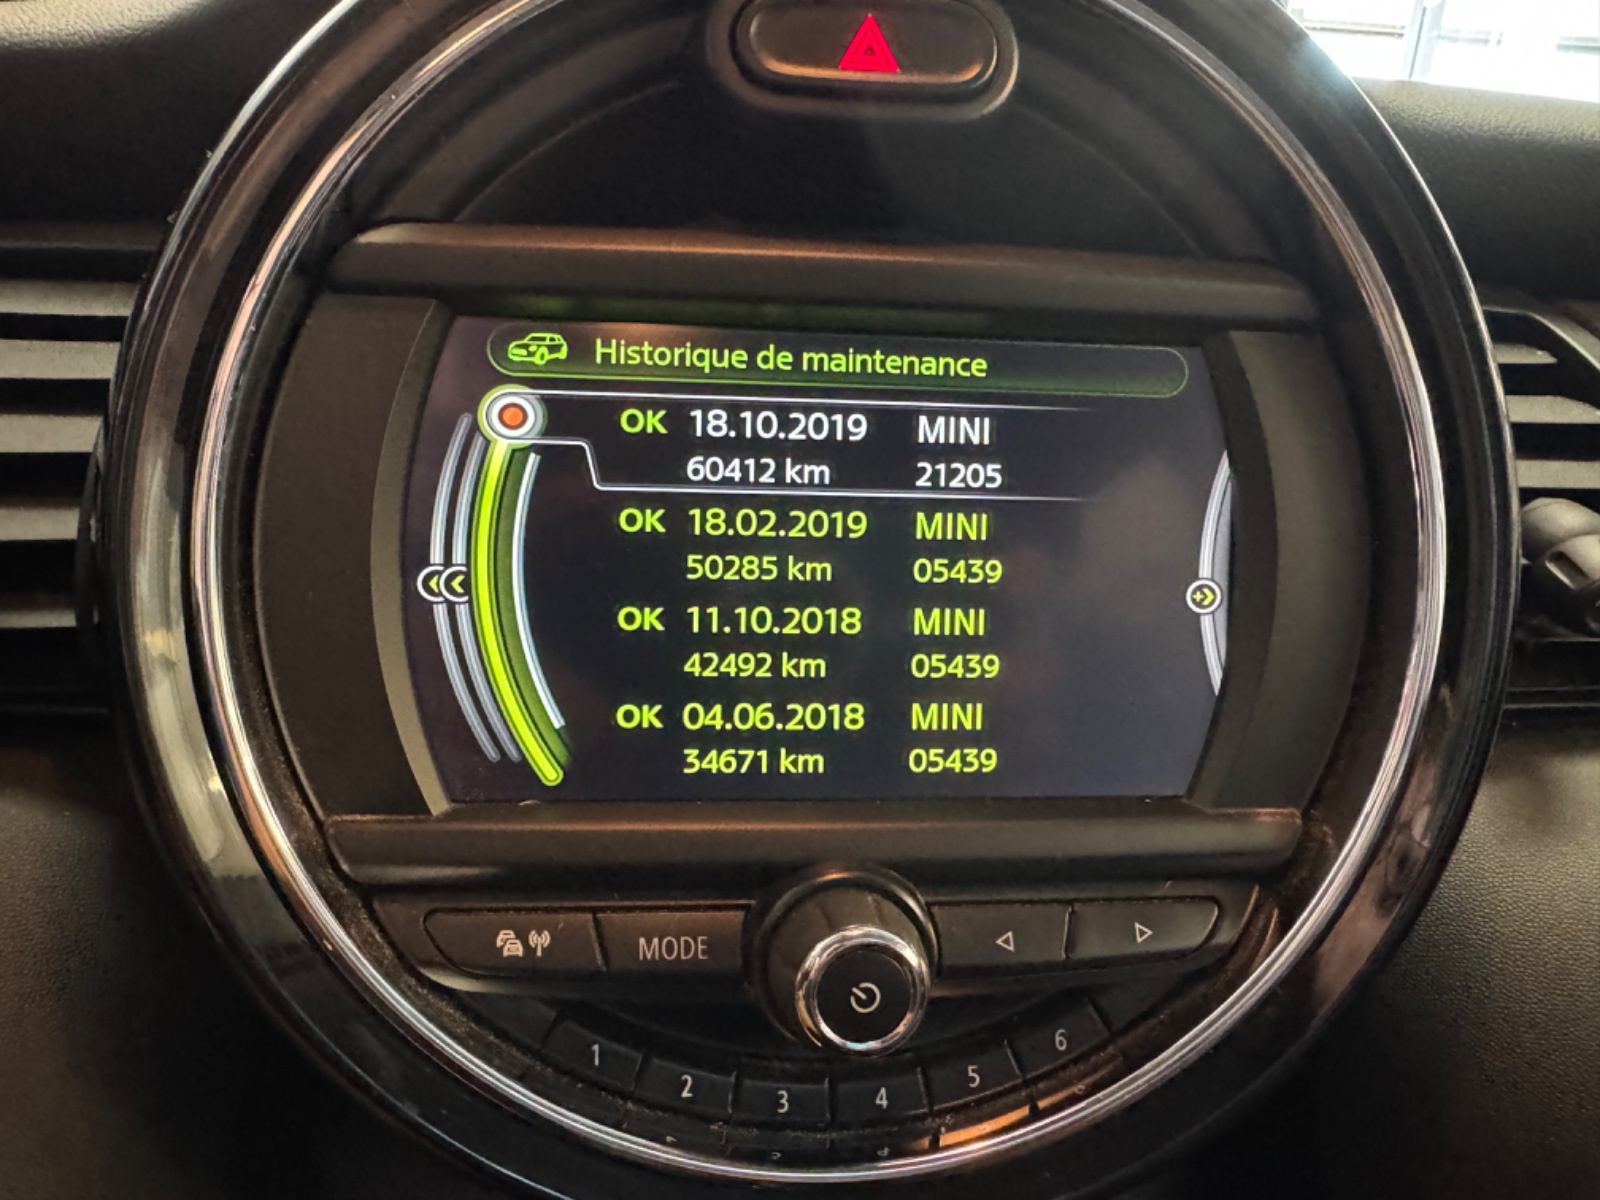 Historique de maintenance
OK 18.10.2019 MINI
60412 km 21205
OK 18.02.2019 MINI
50285 km 05439
OK 11.10.2018 MINI
42492 km 05439
OK 04.06.2018 MINI
34671 km 05439
MODE
1 2 3 4 5 6